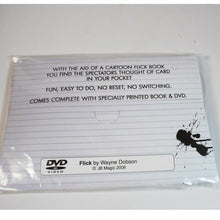 WITH THE AID OF A CARTOON FLICK BOOK
YOU FIND THE SPECTATORS THOUGHT OF CARD
IN YOUR POCKET
FUN, EASY TO DO, NO RESET, NO SWITCHING.
COMES COMPLETE WITH SPECIALLY PRINTED BOOK & DVD.
DVD
VIDEO
Flick by Wayne Dobson
© JB Magic 2008